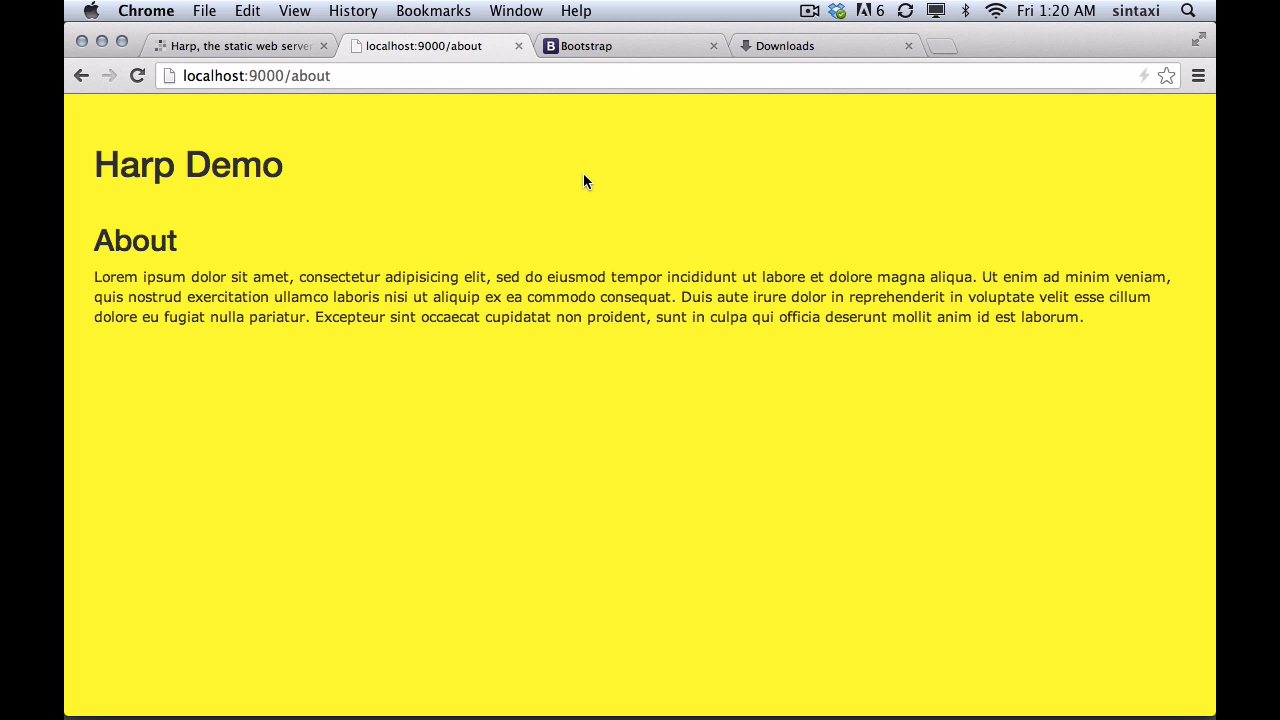 Chrome File Edit View History Bookmarks Window Help 6 Fri 1:20 AM sintaxi
Harp, the static web server localhost:9000/about B Bootstrap Downloads
localhost:9000/about
Harp Demo
About
Lorem ipsum dolor sit amet, consectetur adipisicing elit, sed do eiusmod tempor incididunt ut labore et dolore magna aliqua. Ut enim ad minim veniam,
quis nostrud exercitation ullamco laboris nisi ut aliquip ex ea commodo consequat. Duis aute irure dolor in reprehenderit in voluptate velit esse cillum
dolore eu fugiat nulla pariatur. Excepteur sint occaecat cupidatat non proident, sunt in culpa qui officia deserunt mollit anim id est laborum.